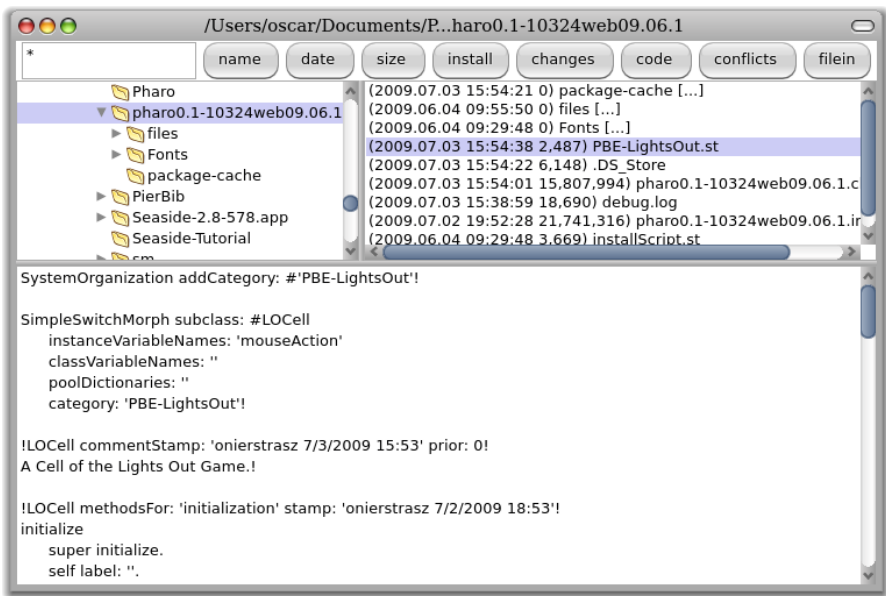 /Users/oscar/Documents/P...haro0.1-10324web09.06.1
*
name date size install changes code conflicts filein
Pharo
pharo0.1-10324web09.06.1
files
Fonts
package-cache
PierBib
Seaside-2.8-578.app
Seaside-Tutorial
sm
(2009.07.03 15:54:21 0) package-cache [...]
(2009.06.04 09:55:50 0) files [...]
(2009.06.04 09:29:48 0) Fonts [...]
(2009.07.03 15:54:38 2,487) PBE-LightsOut.st
(2009.07.03 15:54:22 6,148) .DS_Store
(2009.07.03 15:54:01 15,807,994) pharo0.1-10324web09.06.1.c
(2009.07.03 15:38:59 18,690) debug.log
(2009.07.02 19:52:28 21,741,316) pharo0.1-10324web09.06.1.ir
(2009.06.04 09:29:48 3,669) installScript.st
SystemOrganization addCategory: #'PBE-LightsOut'!
SimpleSwitchMorph subclass: #LOCell
instanceVariableNames: 'mouseAction'
classVariableNames: ''
poolDictionaries: ''
category: 'PBE-LightsOut'!
!LOCell commentStamp: 'onierstrasz 7/3/2009 15:53' prior: 0!
A Cell of the Lights Out Game.!
!LOCell methodsFor: 'initialization' stamp: 'onierstrasz 7/2/2009 18:53'!
initialize
super initialize.
self label: ''.